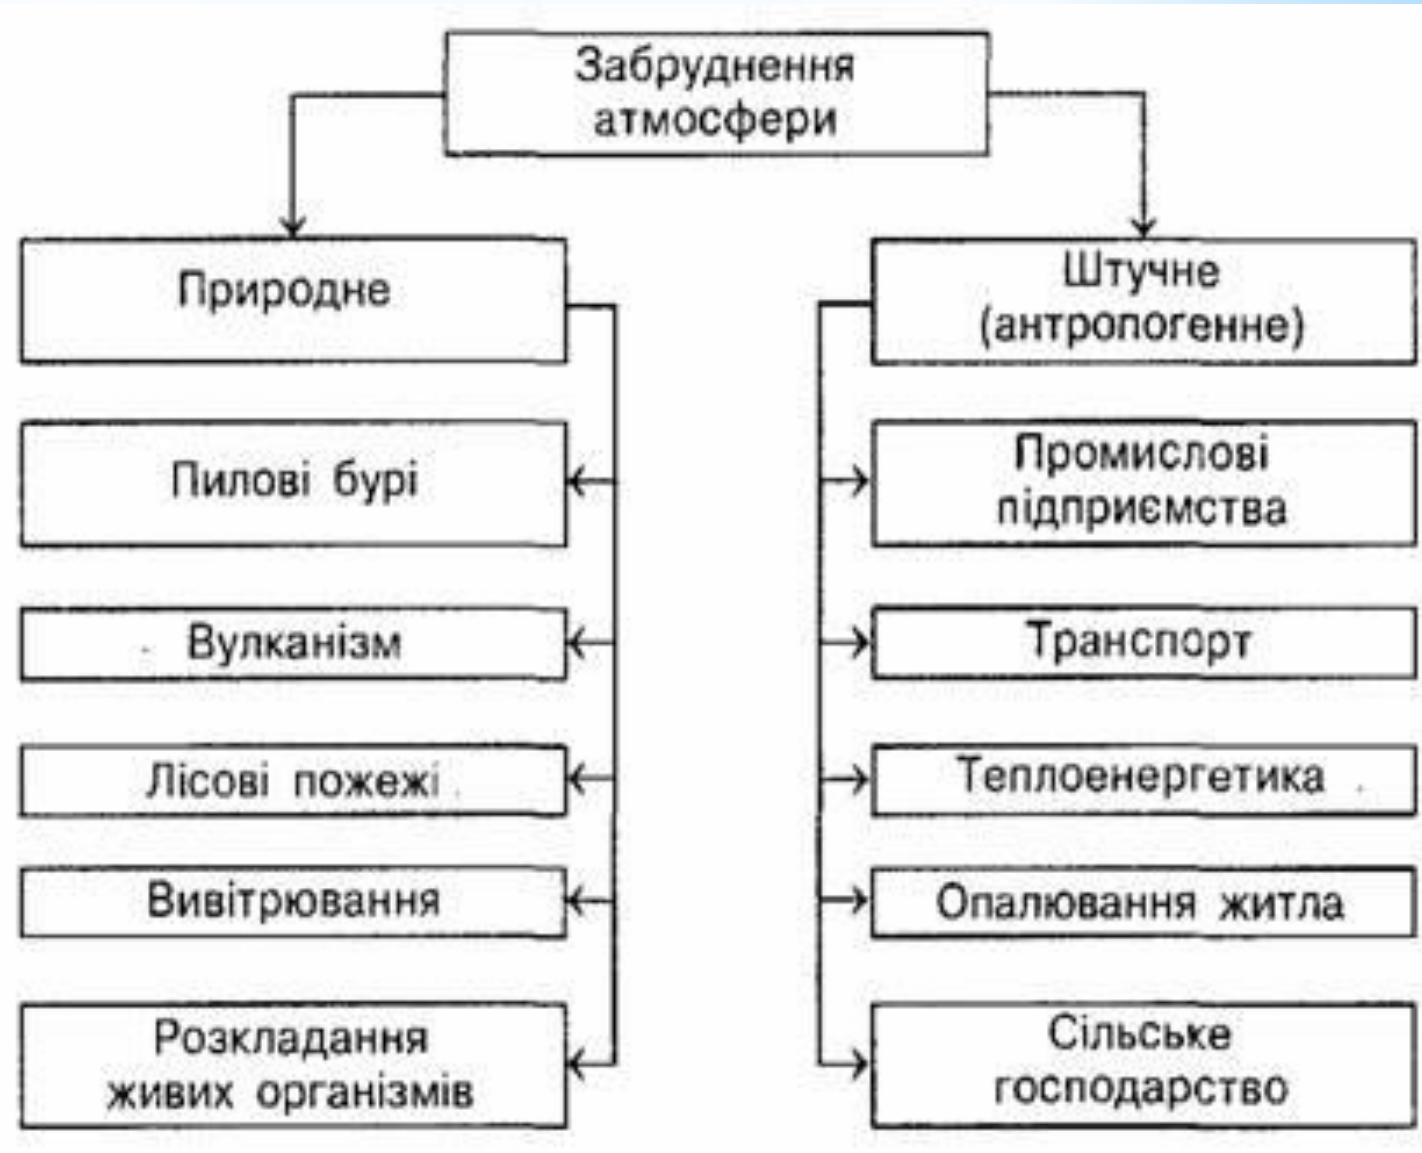 Забруднення
атмосфери
Природне
Штучне
(антропогенне)
Пилові бурі
Промислові
підприємства
Вулканізм
Транспорт
Лісові пожежі
Теплоенергетика
Вивітрювання
Опалювання житла
Розкладання
живих організмів
Сільське
господарство